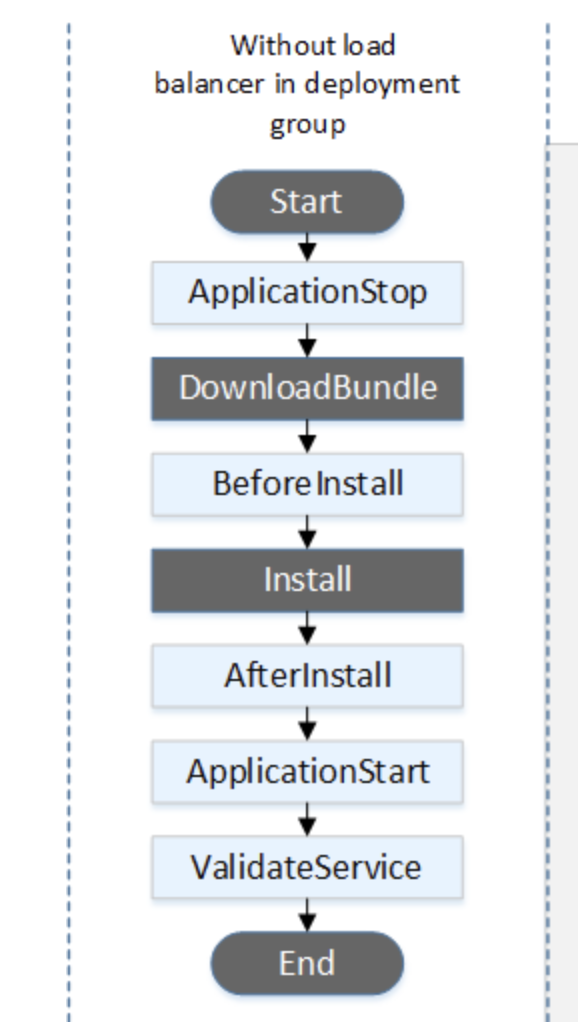 Without load
balancer in deployment
group
Start
ApplicationStop
DownloadBundle
BeforeInstall
Install
AfterInstall
ApplicationStart
ValidateService
End